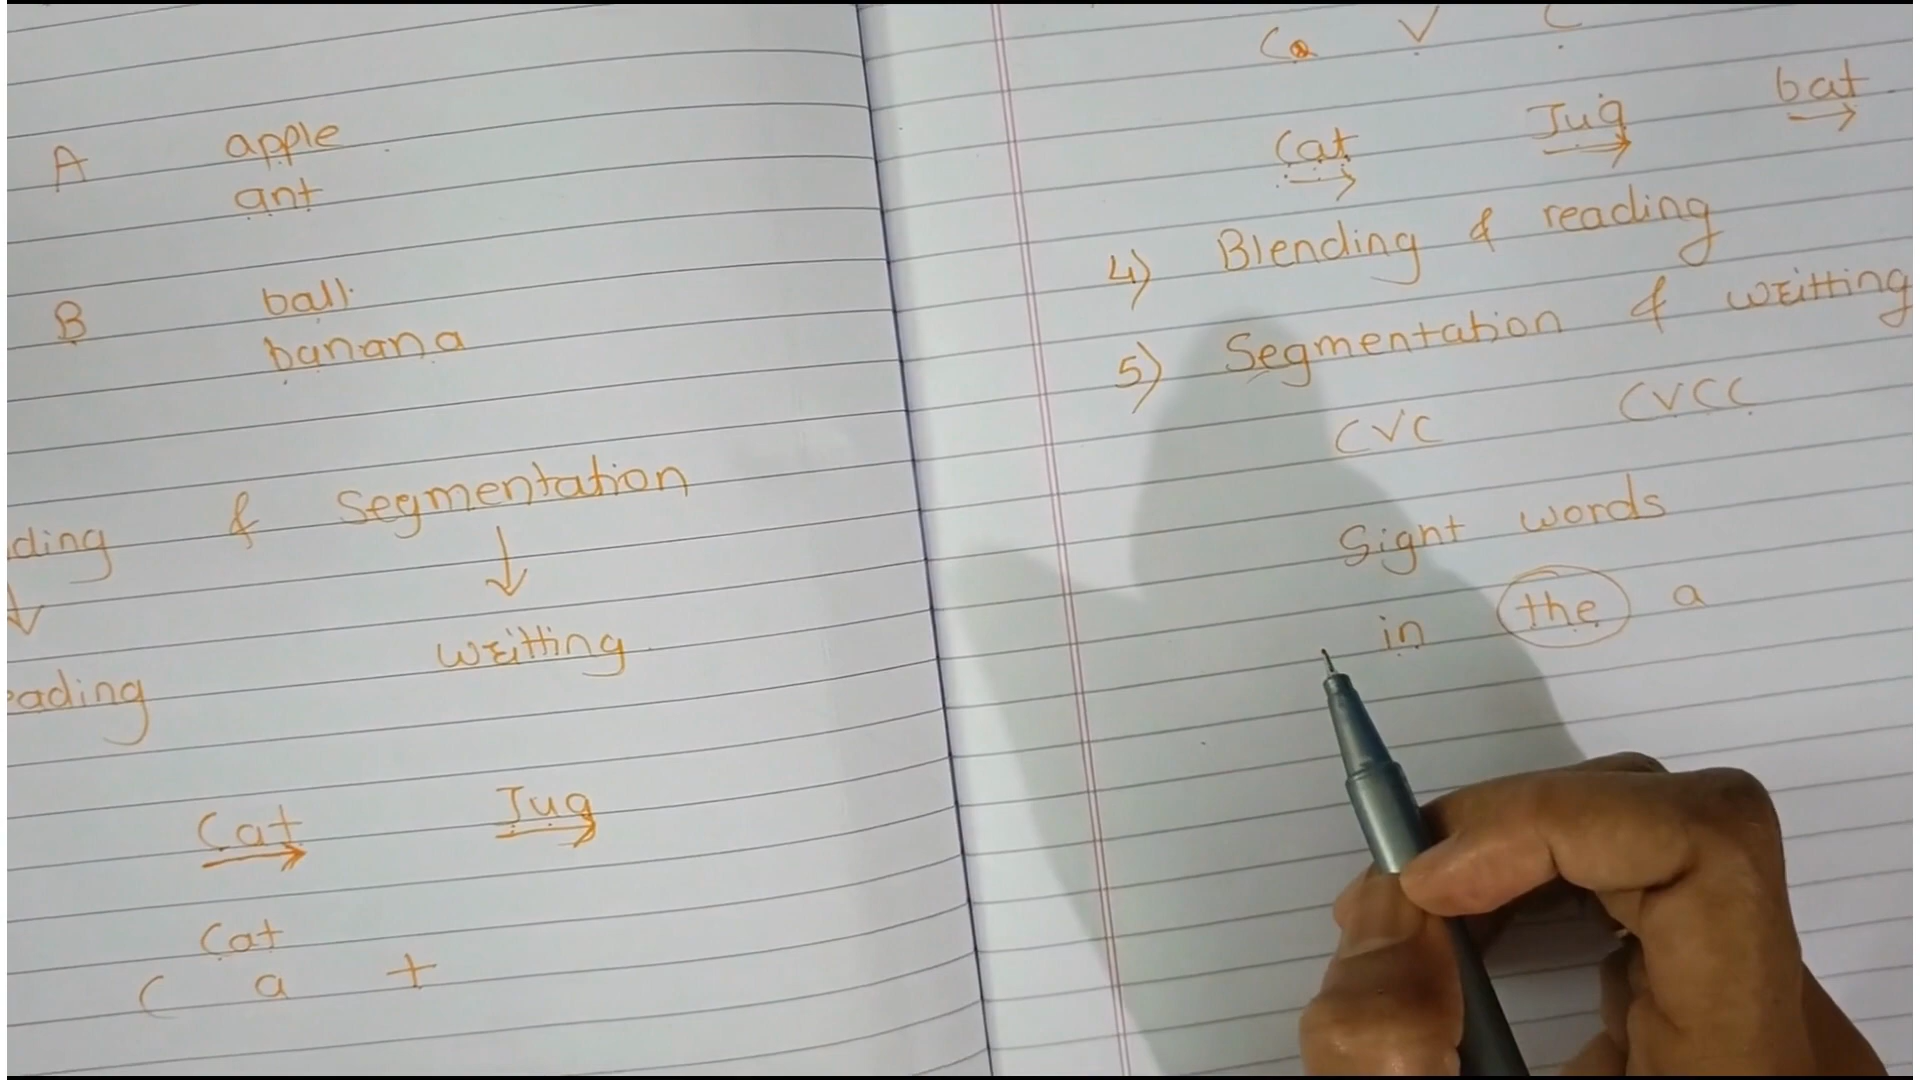 A apple
ant
B ball
banana
ding & Segmentation
eading writting
Cat Jug
Cat
C a t
C V C
Cat Jug bat
4) Blending & reading
5) Segmentation & writting
CVC CVCC
Sight words
in the a